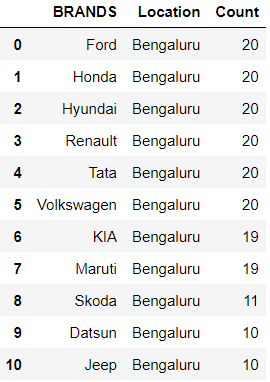 BRANDS Location Count
0 Ford Bengaluru 20
1 Honda Bengaluru 20
2 Hyundai Bengaluru 20
3 Renault Bengaluru 20
4 Tata Bengaluru 20
5 Volkswagen Bengaluru 20
6 KIA Bengaluru 19
7 Maruti Bengaluru 19
8 Skoda Bengaluru 11
9 Datsun Bengaluru 10
10 Jeep Bengaluru 10